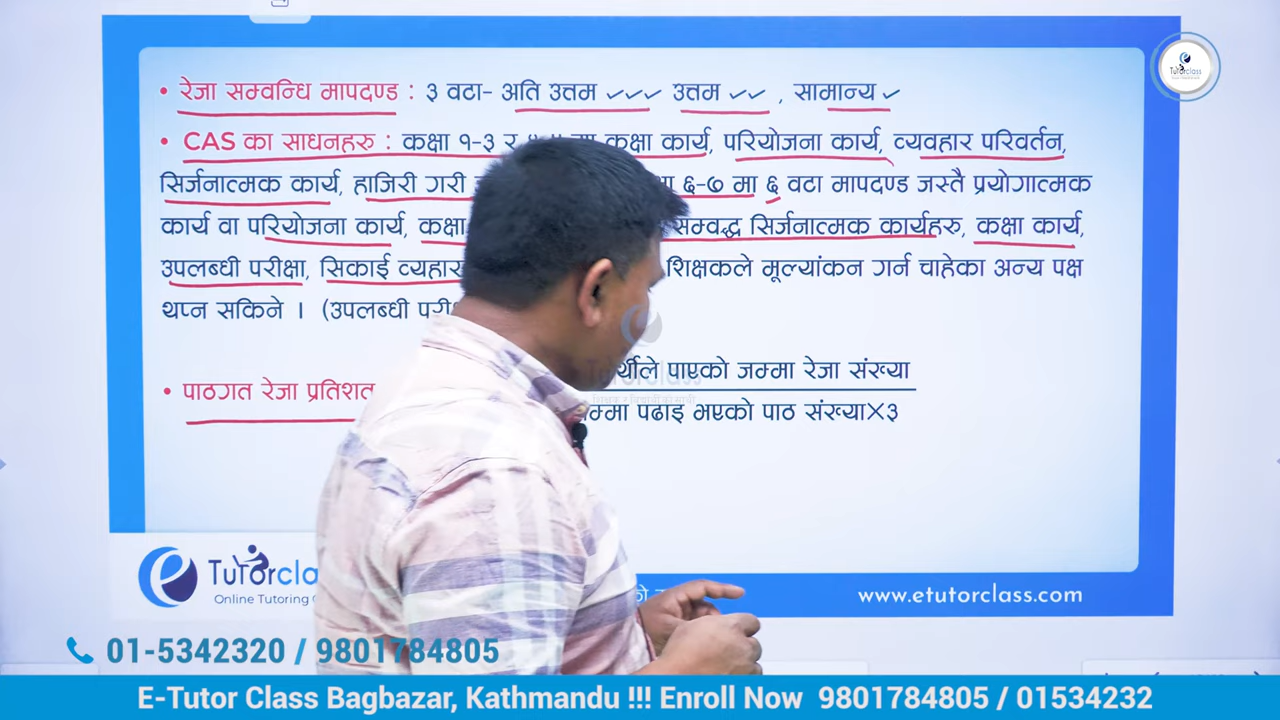 • रेजा सम्वन्धि मापदण्ड : ३ वटा- अति उत्तम ✓✓✓ उत्तम ✓✓ , सामान्य ✓
• CAS का साधनहरु : कक्षा १-३ र कक्षा कार्य, परियोजना कार्य, व्यवहार परिवर्तन,
सिर्जनात्मक कार्य, हाजिरी गरी ६-७ मा ६ वटा मापदण्ड जस्तै प्रयोगात्मक
कार्य वा परियोजना कार्य, कक्षा सम्वद्ध सिर्जनात्मक कार्यहरु, कक्षा कार्य,
उपलब्धी परीक्षा, सिकाई शिक्षकले मूल्यांकन गर्न चाहेका अन्य पक्ष
थप्न सकिने । (उपलब्धी
पाएको जम्मा रेजा संख्या
• पाठगत रेजा प्रतिशत
पढाइ भएको पाठ संख्या×३
Tutorclass
Online Tutoring
www.etutorclass.com
01-5342320 / 9801784805
E-Tutor Class Bagbazar, Kathmandu !!! Enroll Now 9801784805 / 01534232